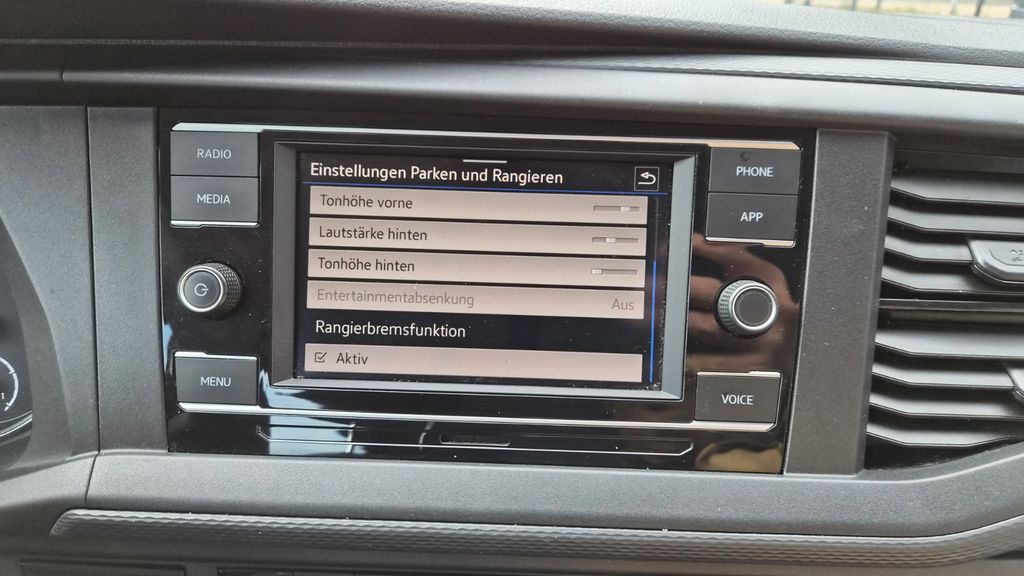 RADIO
MEDIA
MENU
Einstellungen Parken und Rangieren
Tonhöhe vorne
Lautstärke hinten
Tonhöhe hinten
Entertainmentabsenkung Aus
Rangierbremsfunktion
Aktiv
PHONE
APP
VOICE